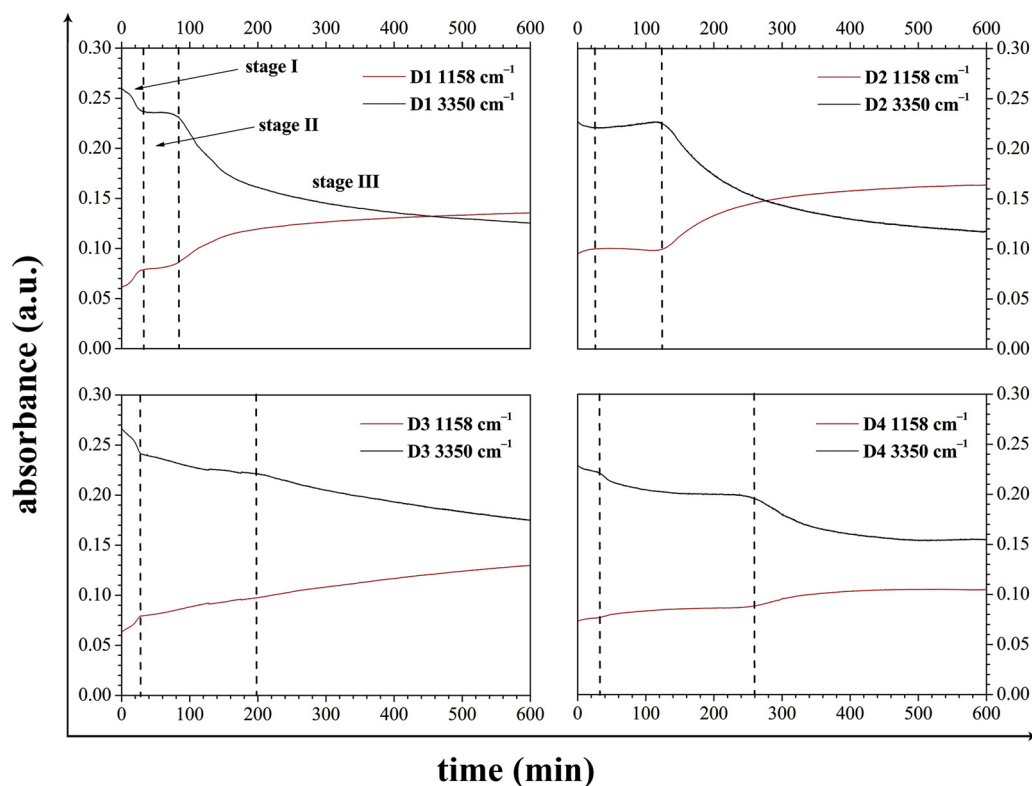 0 100 200 300 400 500 600
0 100 200 300 400 500 600
0.30
0.25
0.20
0.15
0.10
0.05
0.00
stage I
stage II
stage III
D1 1158 cm⁻¹
D1 3350 cm⁻¹
D2 1158 cm⁻¹
D2 3350 cm⁻¹
0.30
0.25
0.20
0.15
0.10
0.05
0.00
0.30
0.25
0.20
0.15
0.10
0.05
0.00
D3 1158 cm⁻¹
D3 3350 cm⁻¹
D4 1158 cm⁻¹
D4 3350 cm⁻¹
0.30
0.25
0.20
0.15
0.10
0.05
0.00
0 100 200 300 400 500 600
0 100 200 300 400 500 600
absorbance (a.u.)
time (min)